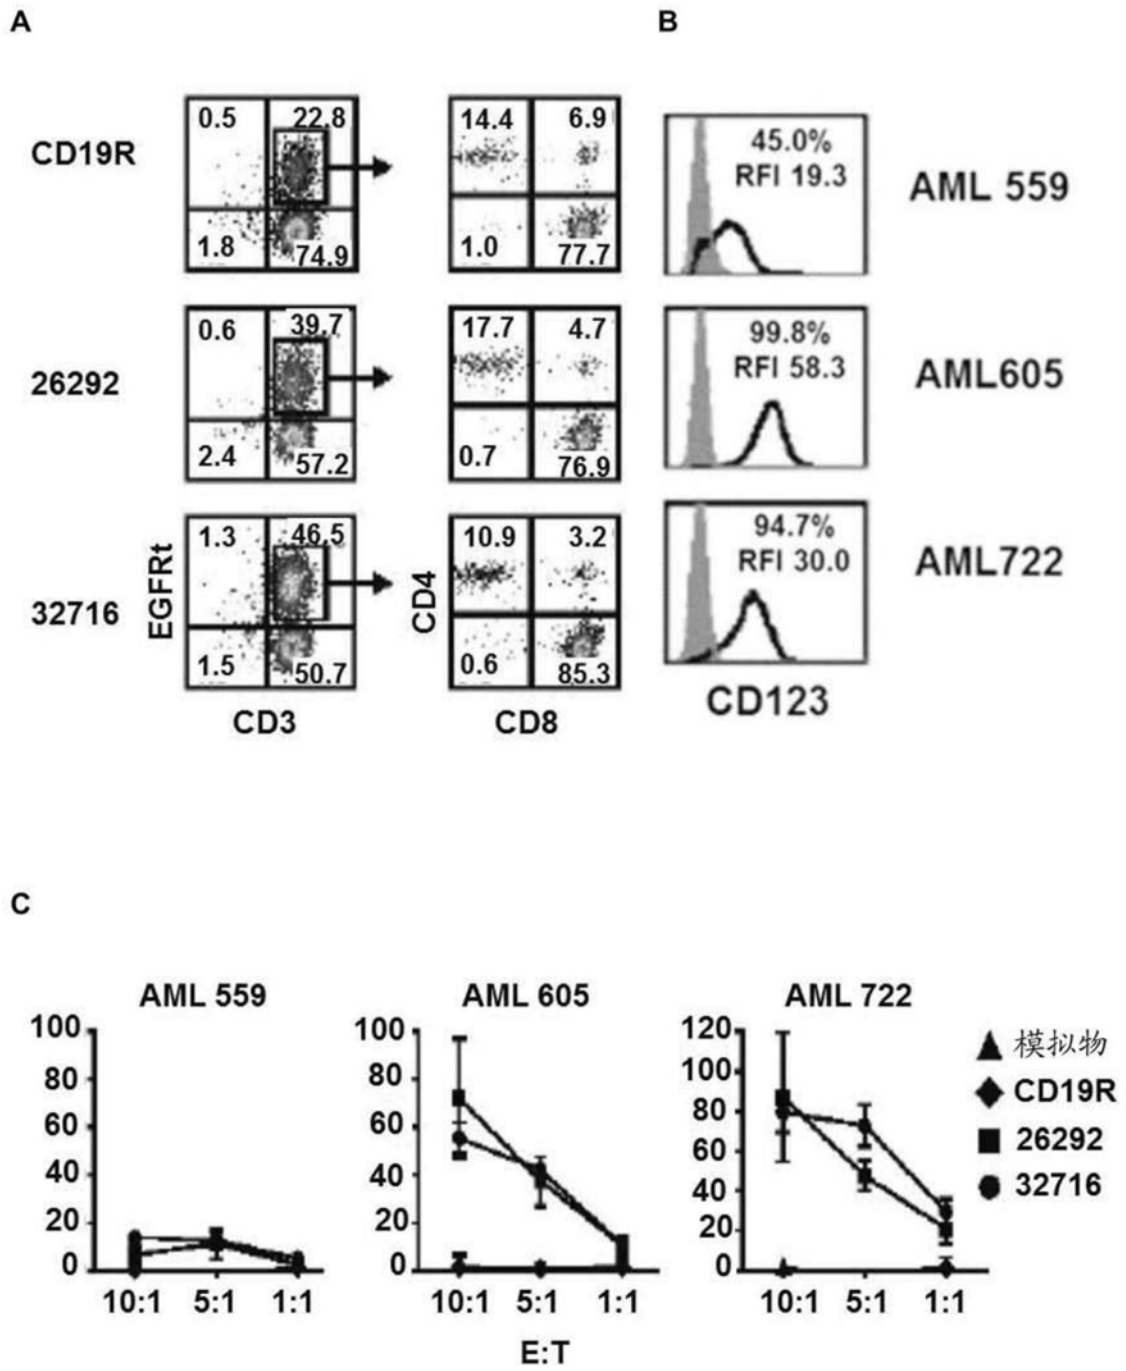 A
B
CD19R
0.5 22.8
1.8 74.9
14.4 6.9
1.0 77.7
45.0%
RFI 19.3
AML 559
26292
0.6 39.7
2.4 57.2
17.7 4.7
0.7 76.9
99.8%
RFI 58.3
AML605
32716
EGFRt
1.3 46.5
1.5 50.7
CD4
10.9 3.2
0.6 85.3
94.7%
RFI 30.0
AML722
CD3
CD8
CD123
C
AML 559
100
80
60
40
20
0
10:1 5:1 1:1
AML 605
100
80
60
40
20
0
10:1 5:1 1:1
AML 722
120
100
80
60
40
20
0
10:1 5:1 1:1
模拟物
CD19R
26292
32716
E:T